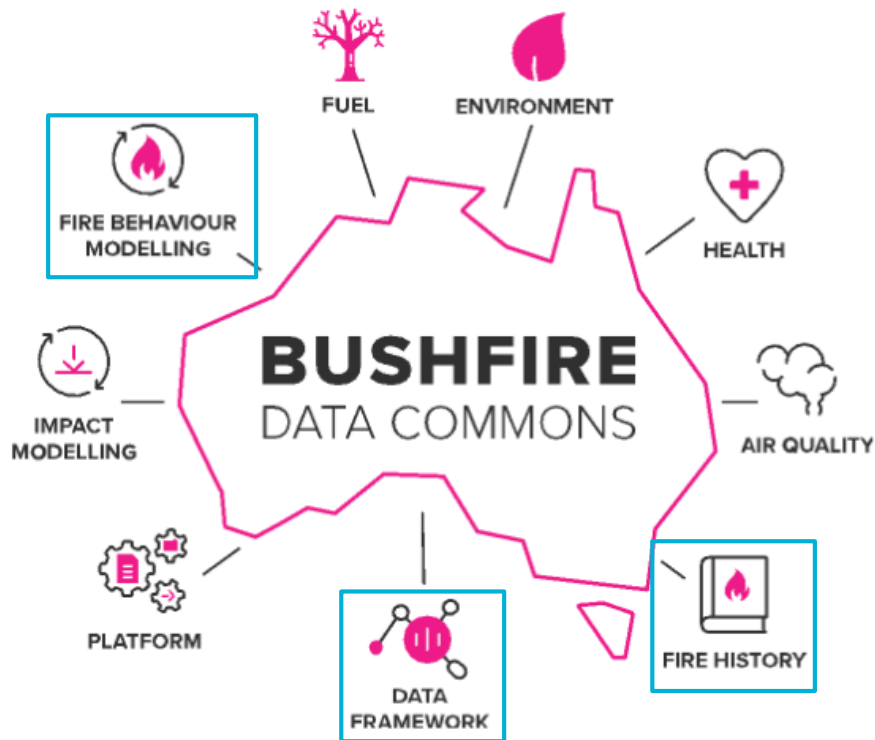 FUEL
ENVIRONMENT
FIRE BEHAVIOUR
MODELLING
HEALTH
BUSHFIRE
DATA COMMONS
IMPACT
MODELLING
AIR QUALITY
PLATFORM
DATA
FRAMEWORK
FIRE HISTORY